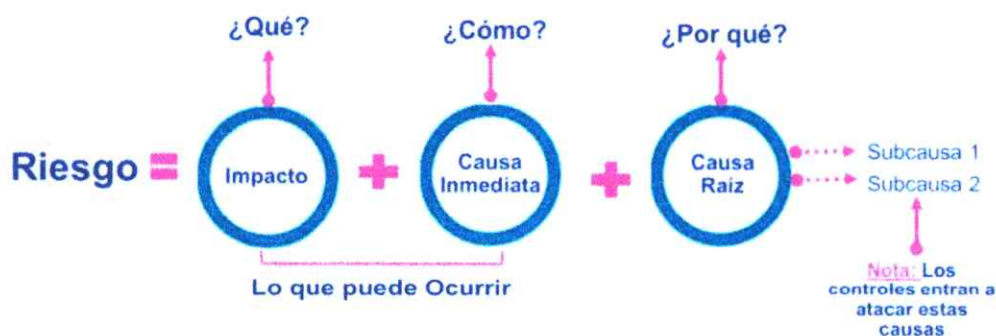 ¿Qué?
¿Cómo?
¿Por qué?
Riesgo =
Impacto
+
Causa
Inmediata
+
Causa
Raíz
Subcausa 1
Subcausa 2
Lo que puede Ocurrir
Nota: Los
controles entran a
atacar estas
causas